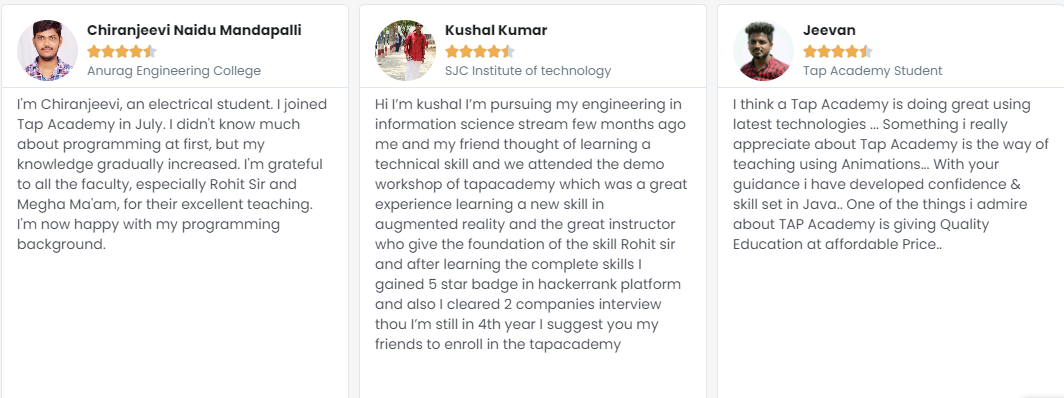 Chiranjeevi Naidu Mandapalli
Anurag Engineering College
I'm Chiranjeevi, an electrical student. I joined
Tap Academy in July. I didn't know much
about programming at first, but my
knowledge gradually increased. I'm grateful
to all the faculty, especially Rohit Sir and
Megha Ma'am, for their excellent teaching.
I'm now happy with my programming
background.
Kushal Kumar
SJC Institute of technology
Hi I’m kushal I’m pursuing my engineering in
information science stream few months ago
me and my friend thought of learning a
technical skill and we attended the demo
workshop of tapacademy which was a great
experience learning a new skill in
augmented reality and the great instructor
who give the foundation of the skill Rohit sir
and after learning the complete skills I
gained 5 star badge in hackerrank platform
and also I cleared 2 companies interview
thou I’m still in 4th year I suggest you my
friends to enroll in the tapacademy
Jeevan
Tap Academy Student
I think a Tap Academy is doing great using
latest technologies ... Something i really
appreciate about Tap Academy is the way of
teaching using Animations... With your
guidance i have developed confidence &
skill set in Java.. One of the things i admire
about TAP Academy is giving Quality
Education at affordable Price..